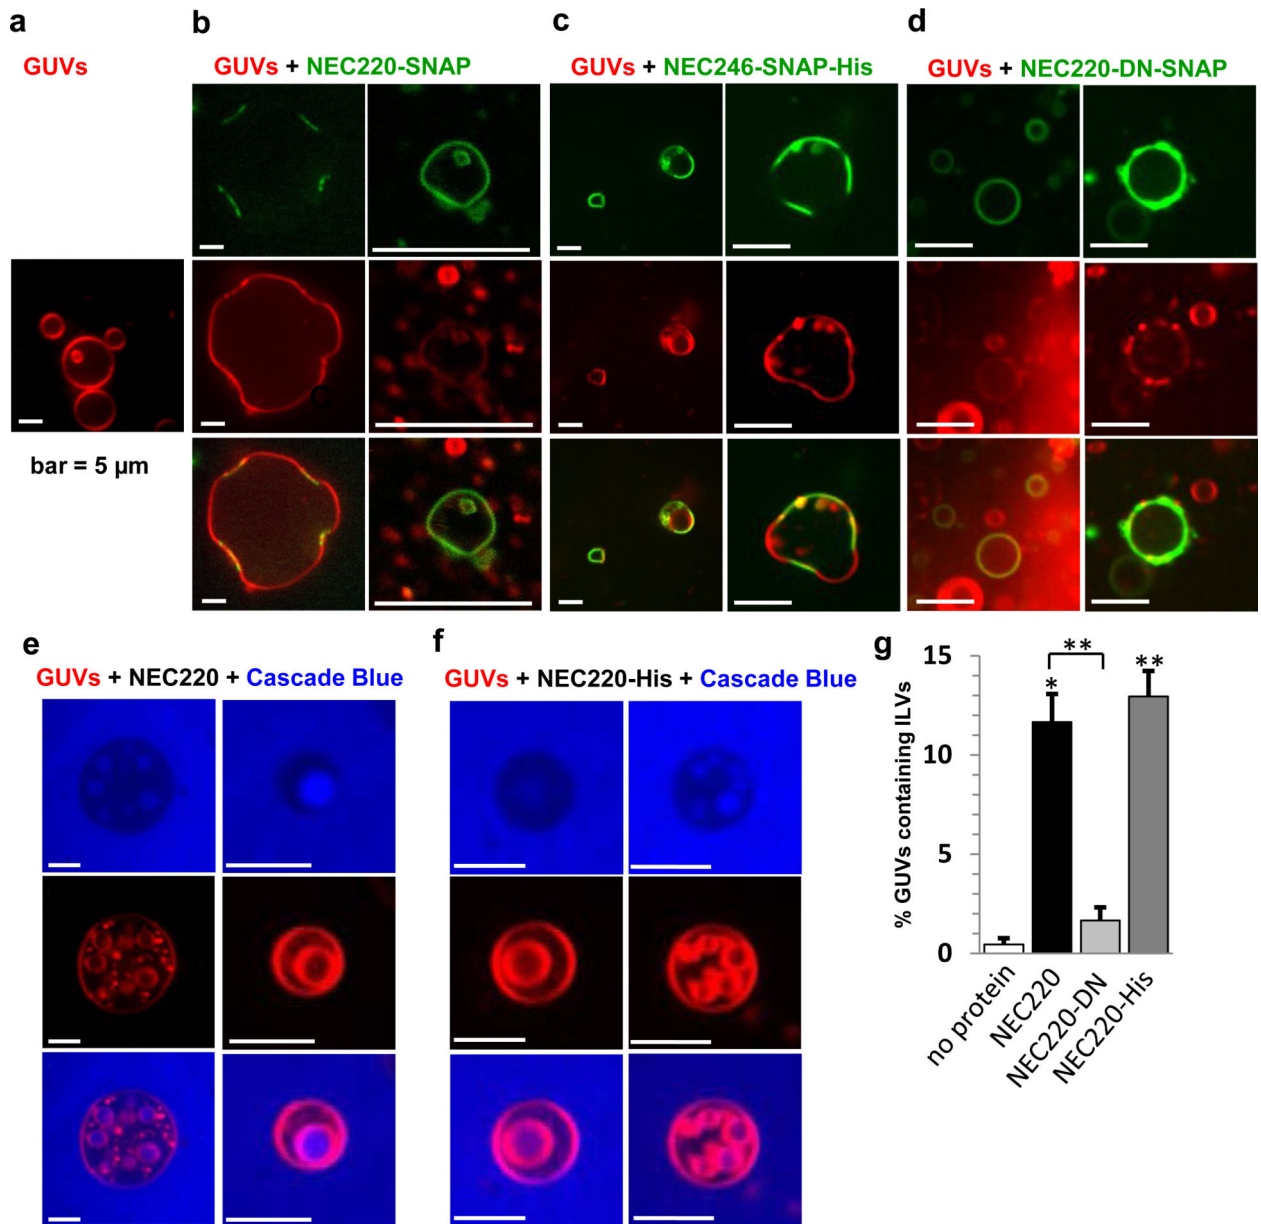 a
GUVs
bar = 5 µm
b
GUVs + NEC220-SNAP
C
c
GUVs + NEC246-SNAP-His
d
GUVs + NEC220-DN-SNAP
e
GUVs + NEC220 + Cascade Blue
f
GUVs + NEC220-His + Cascade Blue
g
% GUVs containing ILVs
15
10
5
0
*
**
**
no protein
NEC220
NEC220-DN
NEC220-His